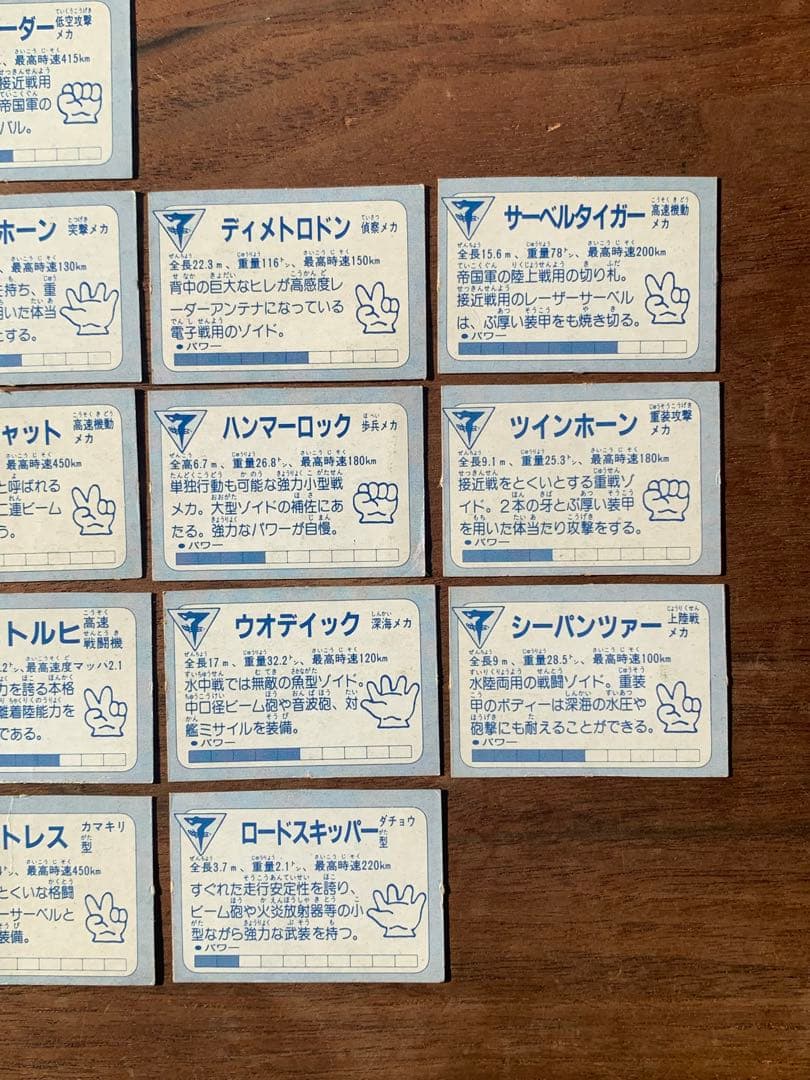 ーダー
低空攻撃
メカ
最高時速415km
接近戦用
帝国軍の
バル。
ホーン
突撃メカ
最高時速130km
を持ち、重
用いた体当
とする。
ディメトロドン
偵察メカ
全長22.3m、重量116トン、最高時速150km
背中の巨大なヒレが高感度レ
ーダーアンテナになっている
電子戦用のゾイド。
●パワー
サーベルタイガー
高速機動
メカ
全長15.6m、重量78トン、最高時速200km
帝国軍の陸上戦用の切り札。
接近戦用のレーザーサーベル
は、ぶ厚い装甲をも焼き切る。
●パワー
ャット
高速機動
メカ
最高時速450km
と呼ばれる
二連ビーム
う。
ハンマーロック
歩兵メカ
全高6.7m、重量26.8トン、最高時速180km
単独行動も可能な強力小型戦
メカ。大型ゾイドの補佐にあ
たる。強力なパワーが自慢。
●パワー
ツインホーン
重装攻撃
メカ
全長9.1m、重量25.3トン、最高時速180km
接近戦をとくいとする重戦ゾ
イド。2本の牙とぶ厚い装甲
を用いた体当たり攻撃をする。
●パワー
トルヒ
高速
戦闘機
.2トン、最高速度マッハ2.1
力を誇る本格
離着陸能力を
である。
ウオデイック
深海メカ
全長17m、重量32.2トン、最高時速120km
水中戦では無敵の魚型ゾイド。
中口径ビーム砲や音波砲、対
艦ミサイルを装備。
●パワー
シーパンツァー
上陸戦
メカ
全長9m、重量28.5トン、最高時速100km
水陸両用の戦闘ゾイド。重装
甲のボディーは深海の水圧や
砲撃にも耐えることができる。
●パワー
トレス
カマキリ
型
最高時速450km
とくいな格闘
ーサーベルと
装備。
ロードスキッパー
ダチョウ
型
全長3.7m、重量2.1トン、最高時速220km
すぐれた走行安定性を誇り、
ビーム砲や火炎放射器等の小
型ながら強力な武装を持つ。
●パワー